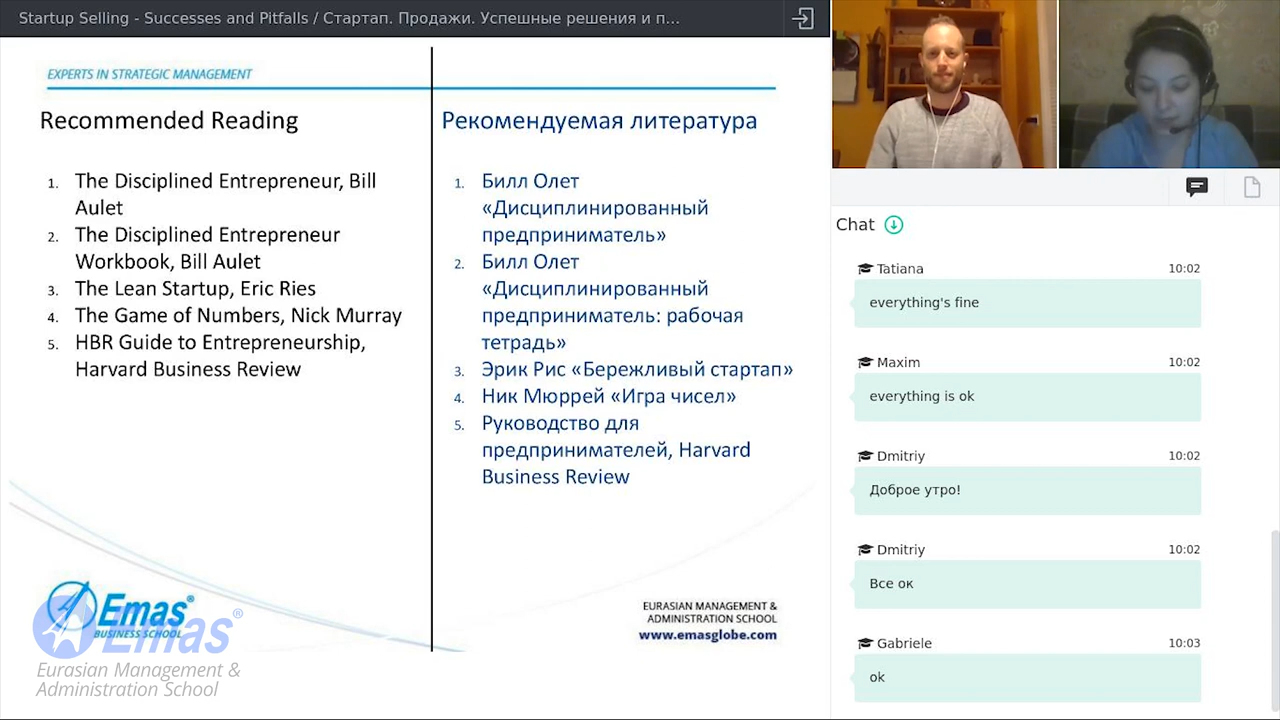 Startup Selling - Successes and Pitfalls / Стартап. Продажи. Успешные решения и п...
EXPERTS IN STRATEGIC MANAGEMENT
Recommended Reading
1. The Disciplined Entrepreneur, Bill
Aulet
2. The Disciplined Entrepreneur
Workbook, Bill Aulet
3. The Lean Startup, Eric Ries
4. The Game of Numbers, Nick Murray
5. HBR Guide to Entrepreneurship,
Harvard Business Review
Рекомендуемая литература
1. Билл Олет
«Дисциплинированный
предприниматель»
2. Билл Олет
«Дисциплинированный
предприниматель: рабочая
тетрадь»
3. Эрик Рис «Бережливый стартап»
4. Ник Мюррей «Игра чисел»
5. Руководство для
предпринимателей, Harvard
Business Review
Emas®
BUSINESS SCHOOL
Emas®
Eurasian Management &
Administration School
EURASIAN MANAGEMENT &
ADMINISTRATION SCHOOL
www.emasglobe.com
Chat
Tatiana 10:02
everything's fine
Maxim 10:02
everything is ok
Dmitriy 10:02
Доброе утро!
Dmitriy 10:02
Все ок
Gabriele 10:03
ok